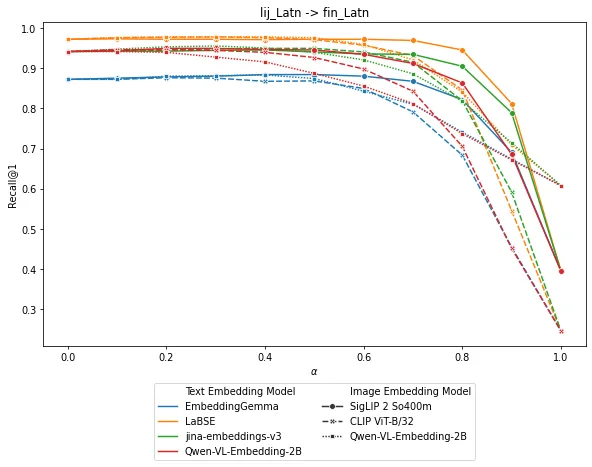 lij_Latn -> fin_Latn
Recall@1
1.0
0.9
0.8
0.7
0.6
0.5
0.4
0.3
0.0
0.2
0.4
0.6
0.8
1.0
α
Text Embedding Model
EmbeddingGemma
LaBSE
jina-embeddings-v3
Qwen-VL-Embedding-2B
Image Embedding Model
SigLIP 2 So400m
CLIP ViT-B/32
Qwen-VL-Embedding-2B